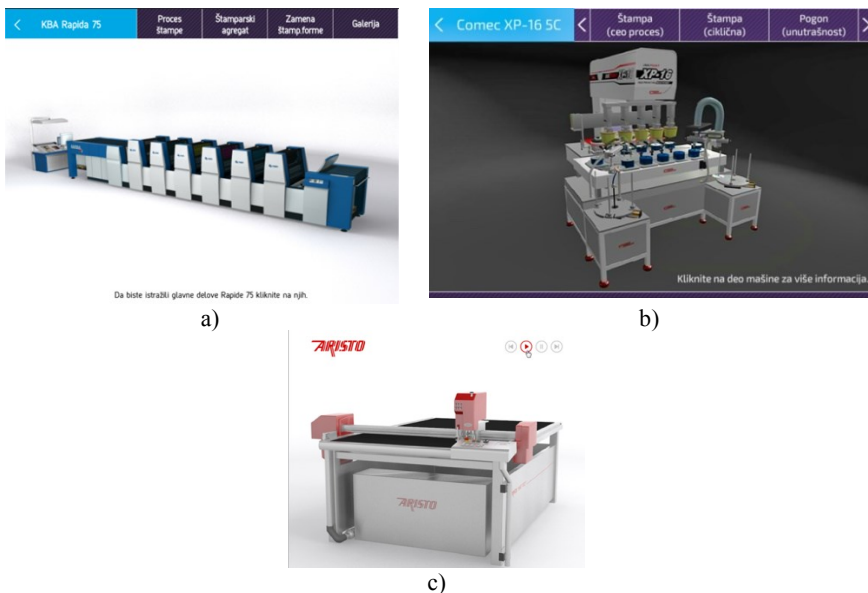 KBA Rapida 75
Proces
štampe
Štamparski
agregat
Zamena
štamp.forme
Galerija
Da biste istražili glavne delove Rapide 75 kliknite na njih.
a)
Comec XP-16 5C
Štampa
(ceo proces)
Štampa
(ciklična)
Pogon
(unutrašnost)
XP-16
Kliknite na deo mašine za više informacija.
b)
ARISTO
ARISTO
c)